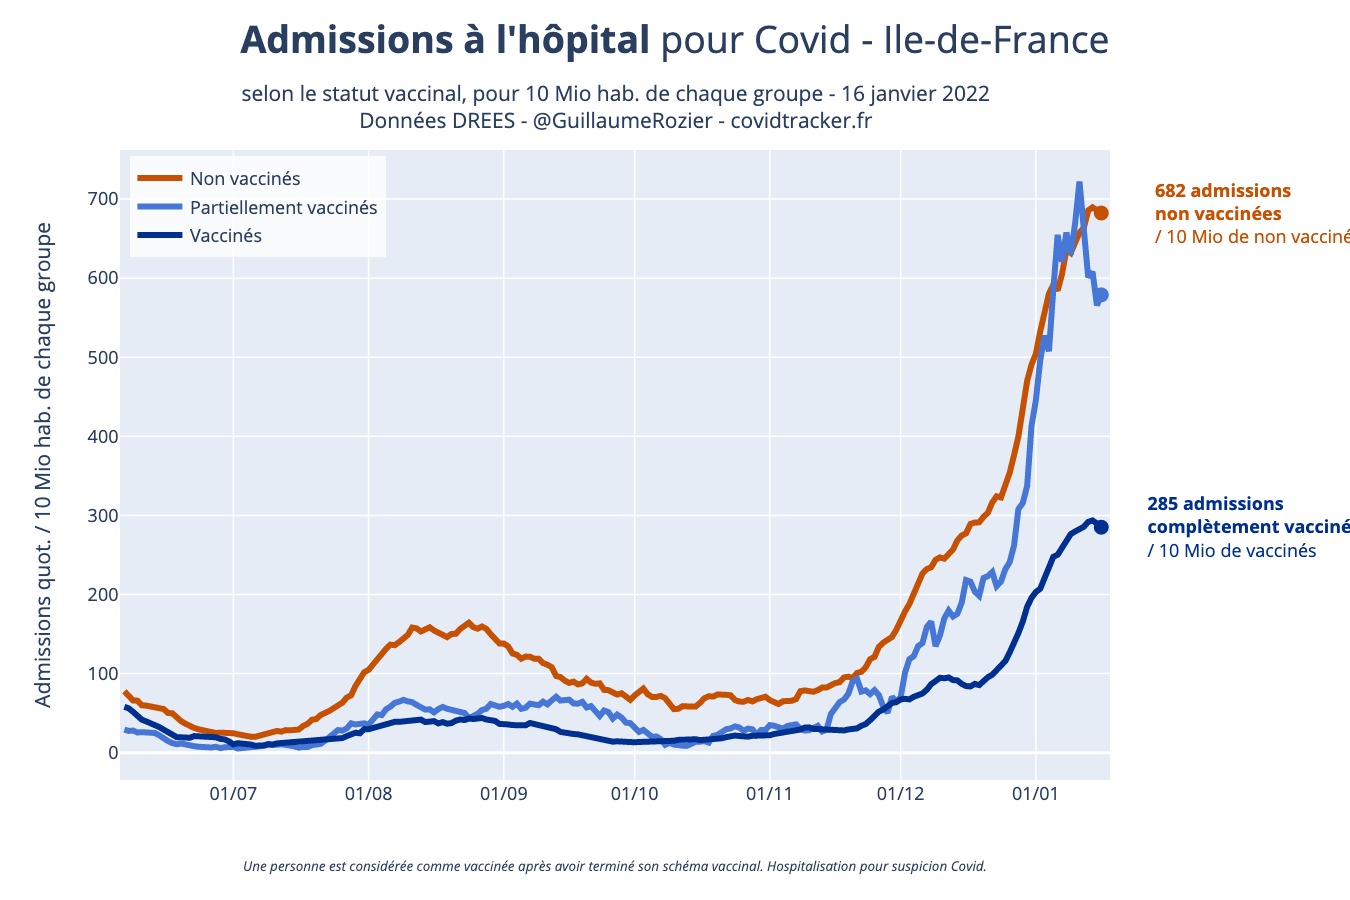 Admissions à l'hôpital pour Covid - Ile-de-France
selon le statut vaccinal, pour 10 Mio hab. de chaque groupe - 16 janvier 2022
Données DREES - @GuillaumeRozier - covidtracker.fr
Admissions quot. / 10 Mio hab. de chaque groupe
Non vaccinés
Partiellement vaccinés
Vaccinés
700
600
500
400
300
200
100
0
01/07
01/08
01/09
01/10
01/11
01/12
01/01
682 admissions
non vaccinées
/ 10 Mio de non vacciné
285 admissions
complètement vacciné
/ 10 Mio de vaccinés
Une personne est considérée comme vaccinée après avoir terminé son schéma vaccinal. Hospitalisation pour suspicion Covid.